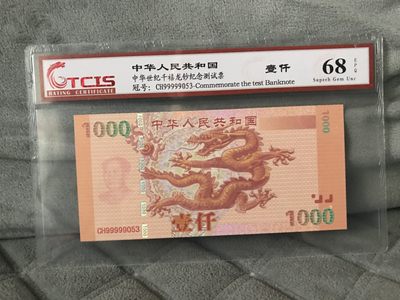 TCIS
RATING CERTIFICATE
中华人民共和国
中华世纪千禧龙钞纪念测试票
冠号：CH99999053-Commemorate the test Banknote
壹仟
68
EPQ
Superb Gem Unc
1000
中华人民共和国
壹仟
CH99999053
1000